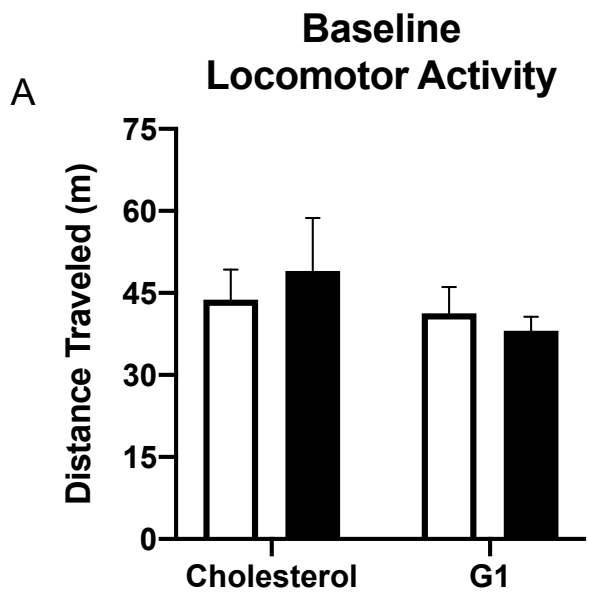 Baseline
Locomotor Activity
A
75
60
45
30
15
0
Distance Traveled (m)
Cholesterol
G1